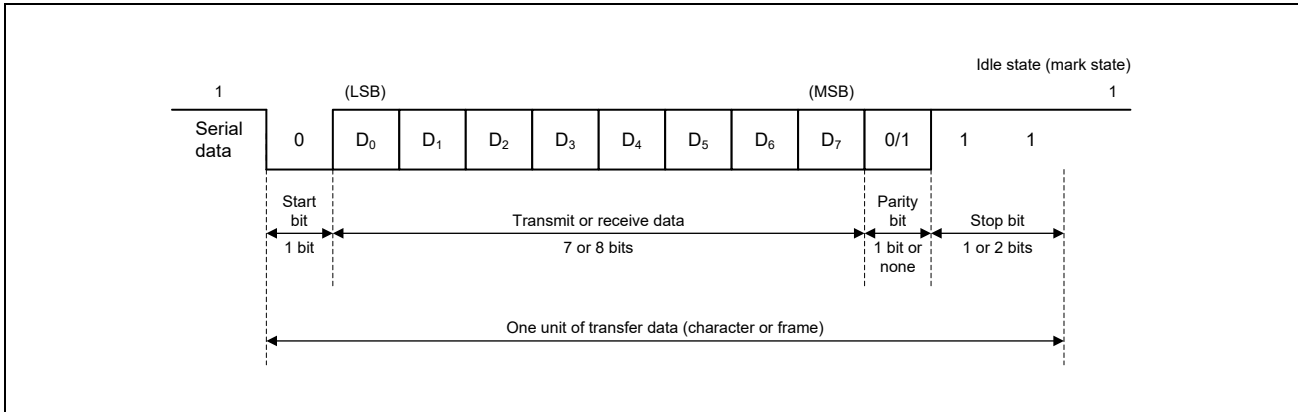 Idle state (mark state)
1 (LSB) (MSB) 1
Serial
data
0 D₀ D₁ D₂ D₃ D₄ D₅ D₆ D₇ 0/1 1 1
Start
bit
1 bit
Transmit or receive data
7 or 8 bits
Parity
bit
1 bit or
none
Stop bit
1 or 2 bits
One unit of transfer data (character or frame)